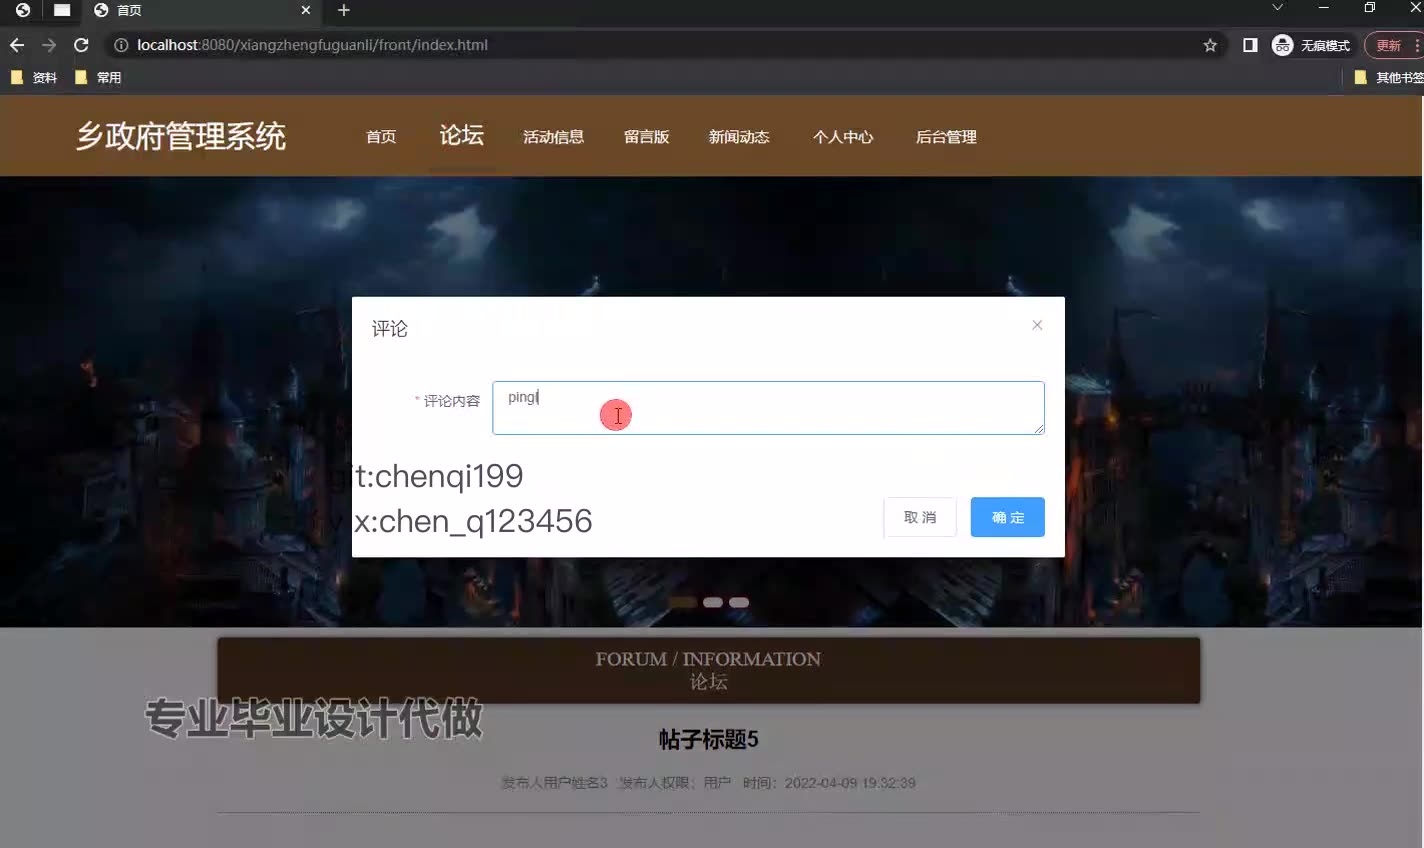 首页
localhost:8080/xiangzhengfuguanli/front/index.html
无痕模式
更新
资料
常用
其他书签
乡政府管理系统
首页
论坛
活动信息
留言版
新闻动态
个人中心
后台管理
评论
* 评论内容
pingl
git:chenqi199
x:chen_q123456
取 消
确 定
FORUM / INFORMATION
论坛
专业毕业设计代做
帖子标题5
发布人用户姓名3 发布人权限：用户 时间：2022-04-09 19:32:39